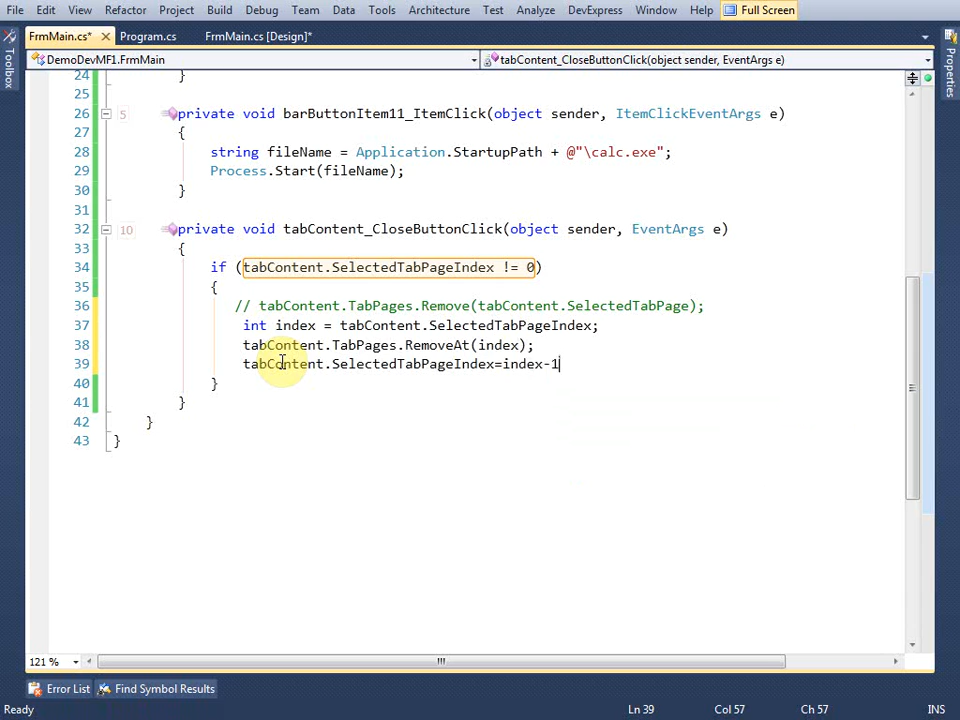 File Edit View Refactor Project Build Debug Team Data Tools Architecture Test Analyze DevExpress Window Help Full Screen
FrmMain.cs* Program.cs FrmMain.cs [Design]*
Toolbox
Properties
DemoDevMF1.FrmMain tabContent_CloseButtonClick(object sender, EventArgs e)
24 }
25
26 5 private void barButtonItem11_ItemClick(object sender, ItemClickEventArgs e)
27 {
28 string fileName = Application.StartupPath + @"\calc.exe";
29 Process.Start(fileName);
30 }
31
32 10 private void tabContent_CloseButtonClick(object sender, EventArgs e)
33 {
34 if (tabContent.SelectedTabPageIndex != 0)
35 {
36 // tabContent.TabPages.Remove(tabContent.SelectedTabPage);
37 int index = tabContent.SelectedTabPageIndex;
38 tabContent.TabPages.RemoveAt(index);
39 tabContent.SelectedTabPageIndex=index-1
40 }
41 }
42 }
43 }
121 %
Error List Find Symbol Results
Ready Ln 39 Col 57 Ch 57 INS